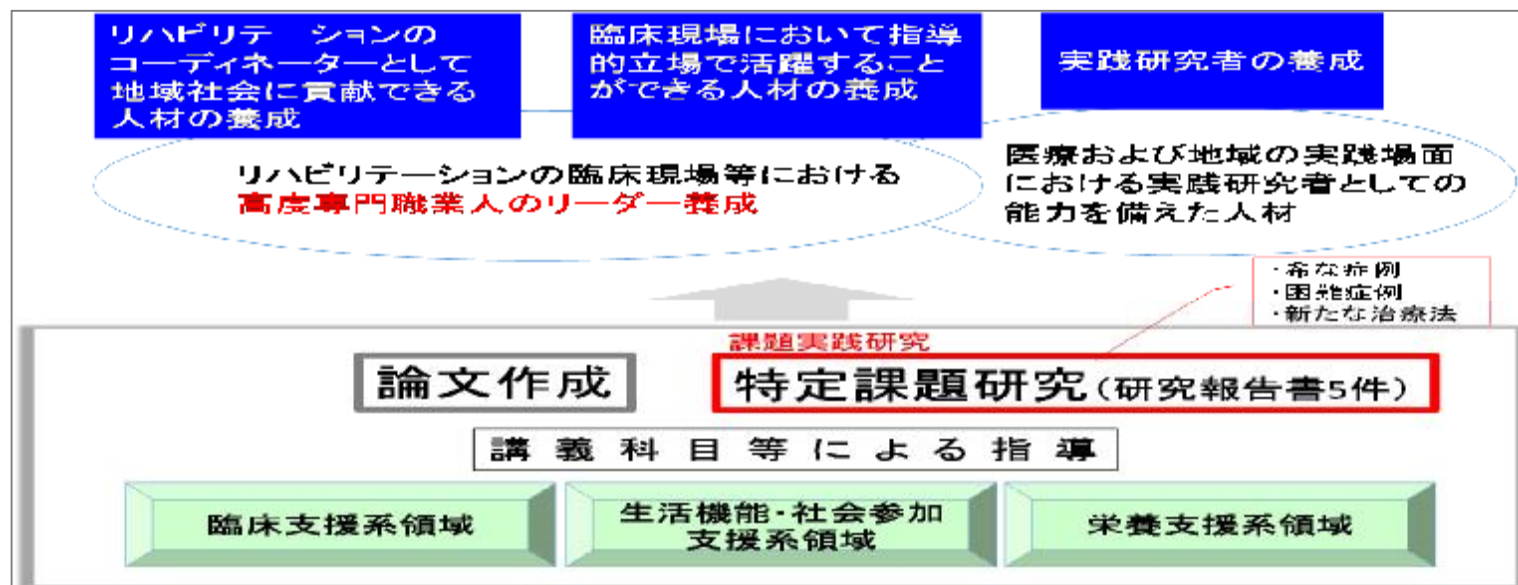 リハビリテーションの
コーディネーターとして
地域社会に貢献できる
人材の養成
臨床現場において指導
的立場で活躍すること
ができる人材の養成
実践研究者の養成
リハビリテーションの臨床現場等における
高度専門職業人のリーダー養成
医療および地域の実践場面
における実践研究者としての
能力を備えた人材
・希な症例
・困難症例
・新たな治療法
課題実践研究
論文作成
特定課題研究(研究報告書5件)
講義科目等による指導
臨床支援系領域
生活機能・社会参加
支援系領域
栄養支援系領域